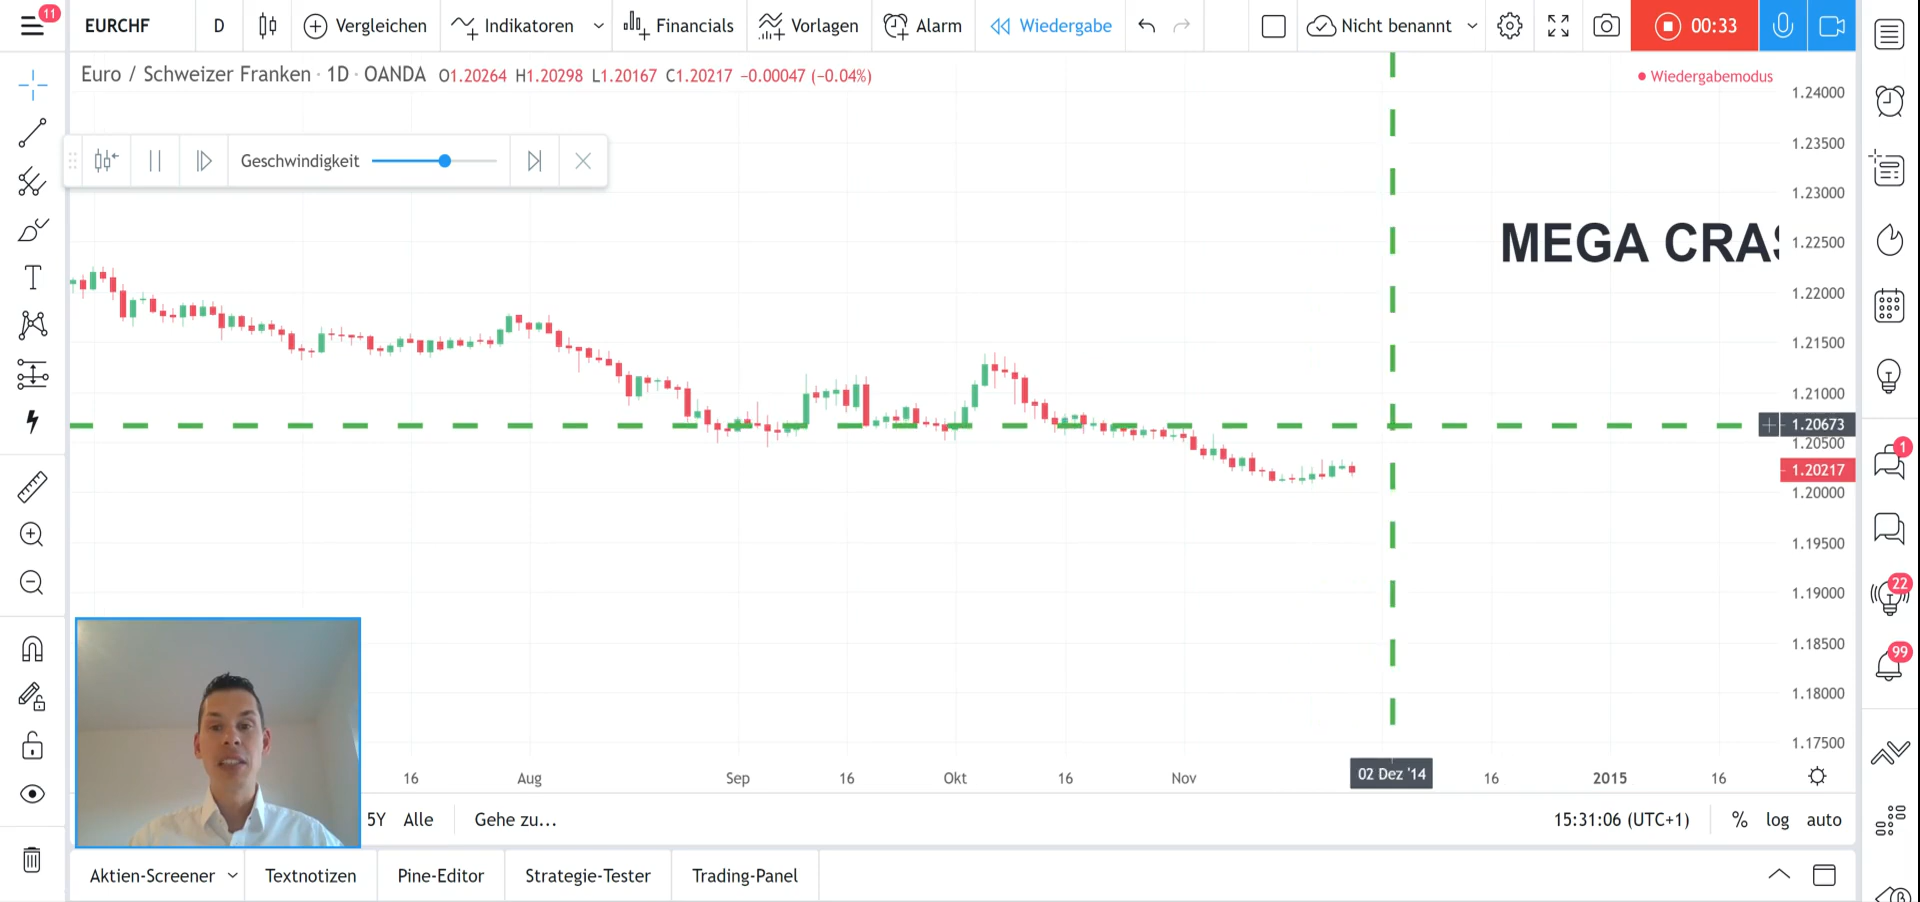 11
EURCHF
D
Vergleichen
Indikatoren
Financials
Vorlagen
Alarm
Wiedergabe
Nicht benannt
00:33
Euro / Schweizer Franken · 1D · OANDA O1.20264 H1.20298 L1.20167 C1.20217 −0.00047 (−0.04%)
Wiedergabemodus
Geschwindigkeit
MEGA CRAS
1.24000
1.23500
1.23000
1.22500
1.22000
1.21500
1.21000
1.20673
1.20500
1.20217
1.20000
1.19500
1.19000
1.18500
1.18000
1.17500
1
22
99
16
Aug
Sep
16
Okt
16
Nov
02 Dez '14
16
2015
16
5Y
Alle
Gehe zu...
15:31:06 (UTC+1)
%
log
auto
Aktien-Screener
Textnotizen
Pine-Editor
Strategie-Tester
Trading-Panel